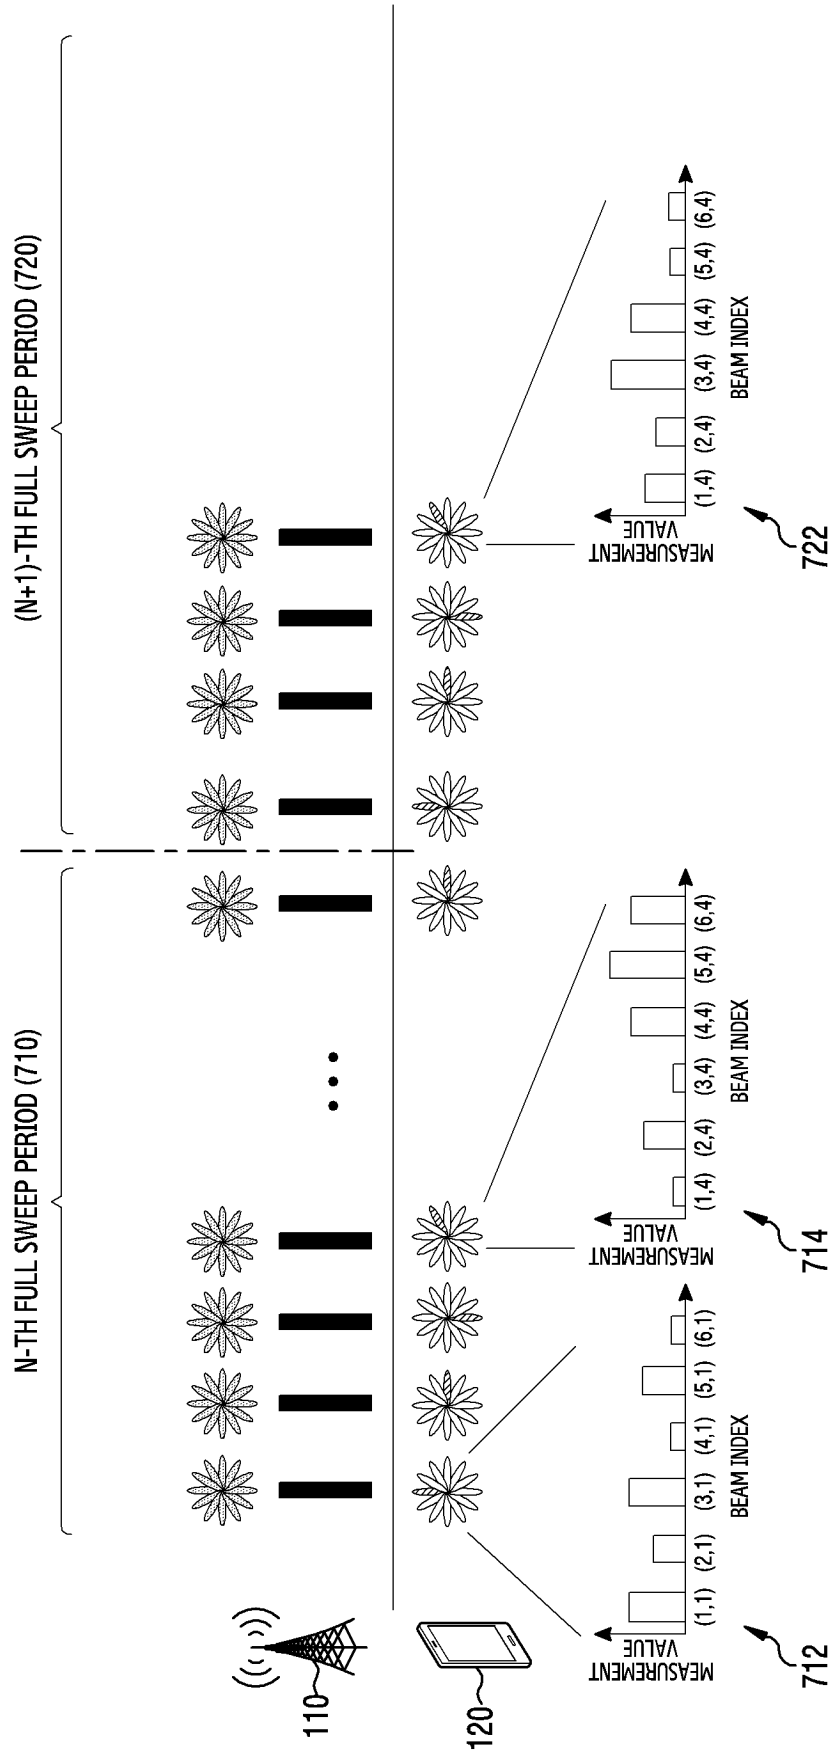 N-TH FULL SWEEP PERIOD (710)
(N+1)-TH FULL SWEEP PERIOD (720)
110
120
MEASUREMENT
VALUE
(1,1) (2,1) (3,1) (4,1) (5,1) (6,1)
BEAM INDEX
712
MEASUREMENT
VALUE
(1,4) (2,4) (3,4) (4,4) (5,4) (6,4)
BEAM INDEX
714
MEASUREMENT
VALUE
(1,4) (2,4) (3,4) (4,4) (5,4) (6,4)
BEAM INDEX
722